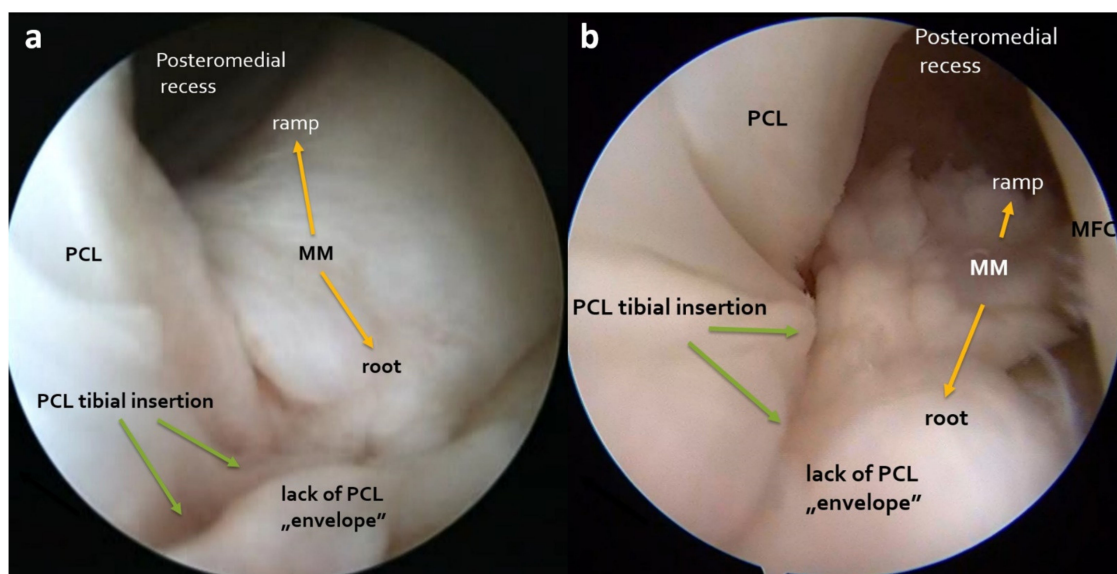 a
Posteromedial
recess
ramp
PCL
MM
root
PCL tibial insertion
lack of PCL
„envelope”
b
Posteromedial
recess
PCL
ramp
MFC
MM
PCL tibial insertion
root
lack of PCL
„envelope”